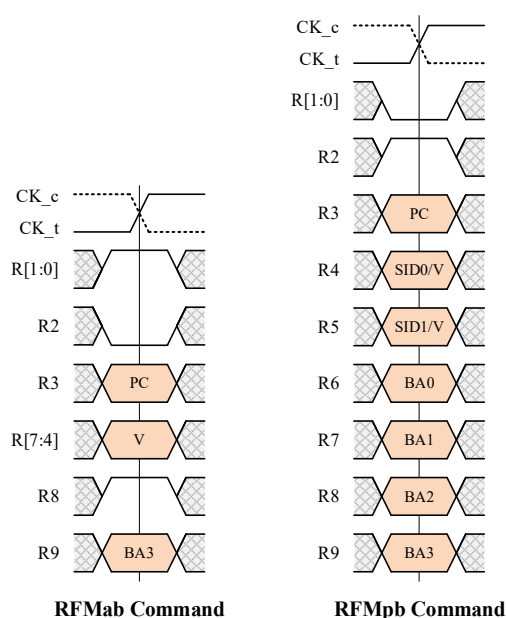 CK_c
CK_t
R[1:0]
R2
R3 PC
R[7:4] V
R8
R9 BA3
RFMab Command
CK_c
CK_t
R[1:0]
R2
R3 PC
R4 SID0/V
R5 SID1/V
R6 BA0
R7 BA1
R8 BA2
R9 BA3
RFMpb Command